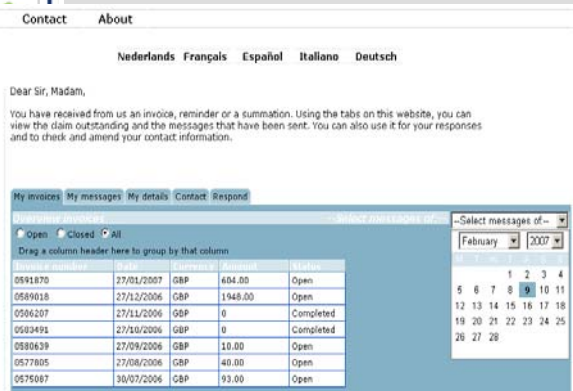 Contact About
Nederlands Français Español Italiano Deutsch
Dear Sir, Madam,
You have received from us an invoice, reminder or a summation. Using the tabs on this website, you can
view the claim outstanding and the messages that have been sent. You can also use it for your responses
and to check and amend your contact information.
My invoices My messages My details Contact Respond
Overview invoices --Select messages of-- --Select messages of--
Open Closed All
February 2007
Drag a column header here to group by that column
Invoice number Date Currency Amount Status
0591870 27/01/2007 GBP 604.00 Open
0589018 27/12/2006 GBP 1948.00 Open
0506207 27/11/2006 GBP 0 Completed
0503491 27/10/2006 GBP 0 Completed
0580639 27/09/2006 GBP 10.00 Open
0577805 27/08/2006 GBP 40.00 Open
0575087 30/07/2006 GBP 93.00 Open
M T W T F S S
1 2 3 4
5 6 7 8 9 10 11
12 13 14 15 16 17 18
19 20 21 22 23 24 25
26 27 28